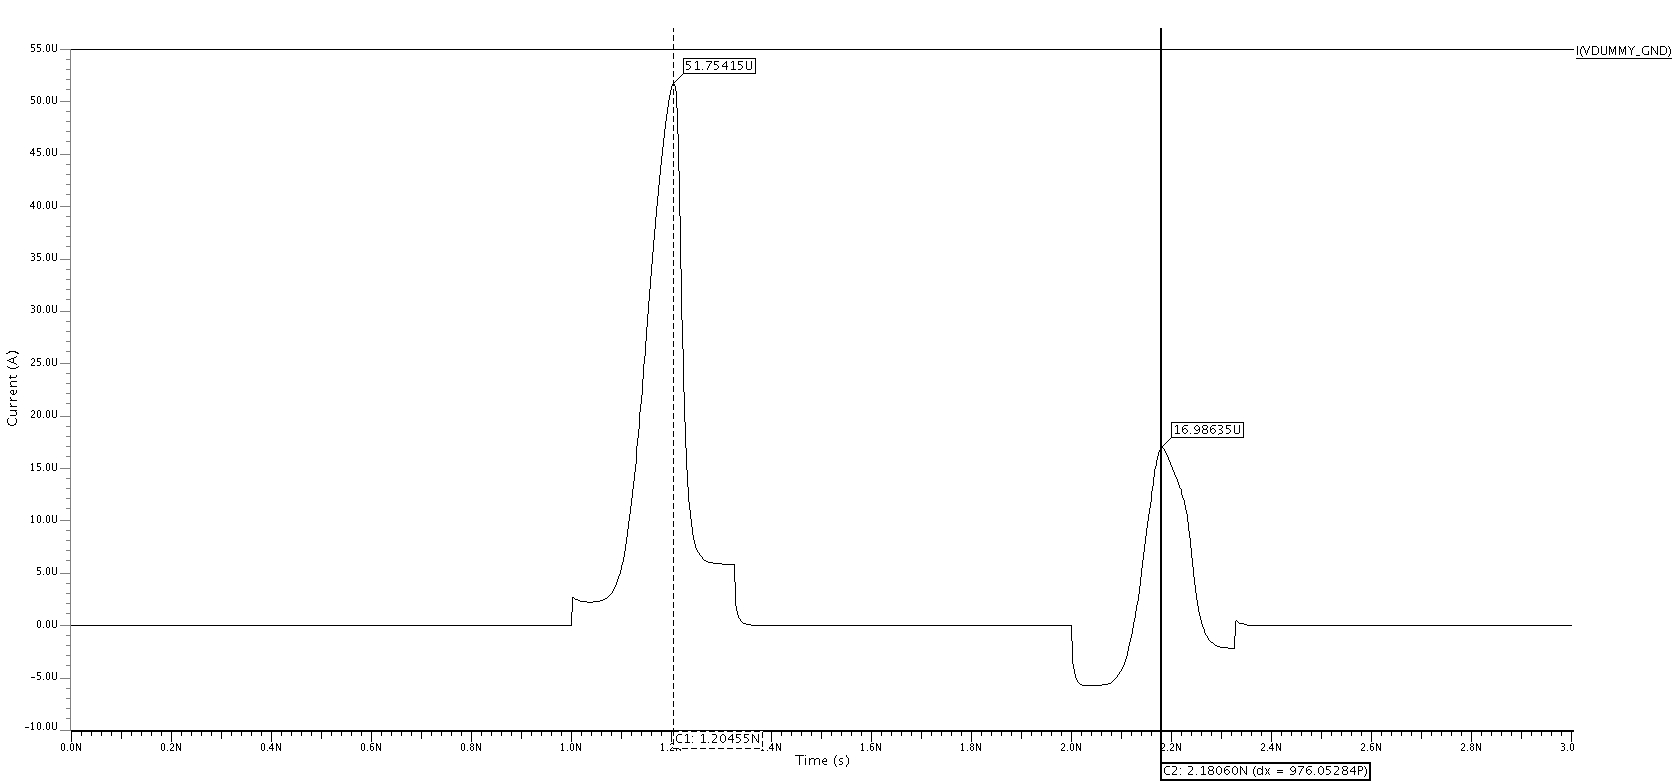 55.0U
I(VDUMMY_GND)
51.75415U
50.0U
45.0U
40.0U
35.0U
30.0U
25.0U
Current (A)
20.0U
16.98635U
15.0U
10.0U
5.0U
0.0U
-5.0U
-10.0U
0.0N 0.2N 0.4N 0.6N 0.8N 1.0N C1: 1.20455N 1.6N 1.8N 2.0N 2.2N 2.4N 2.6N 2.8N 3.0
Time (s)
C2: 2.18060N (dx = 976.05284P)